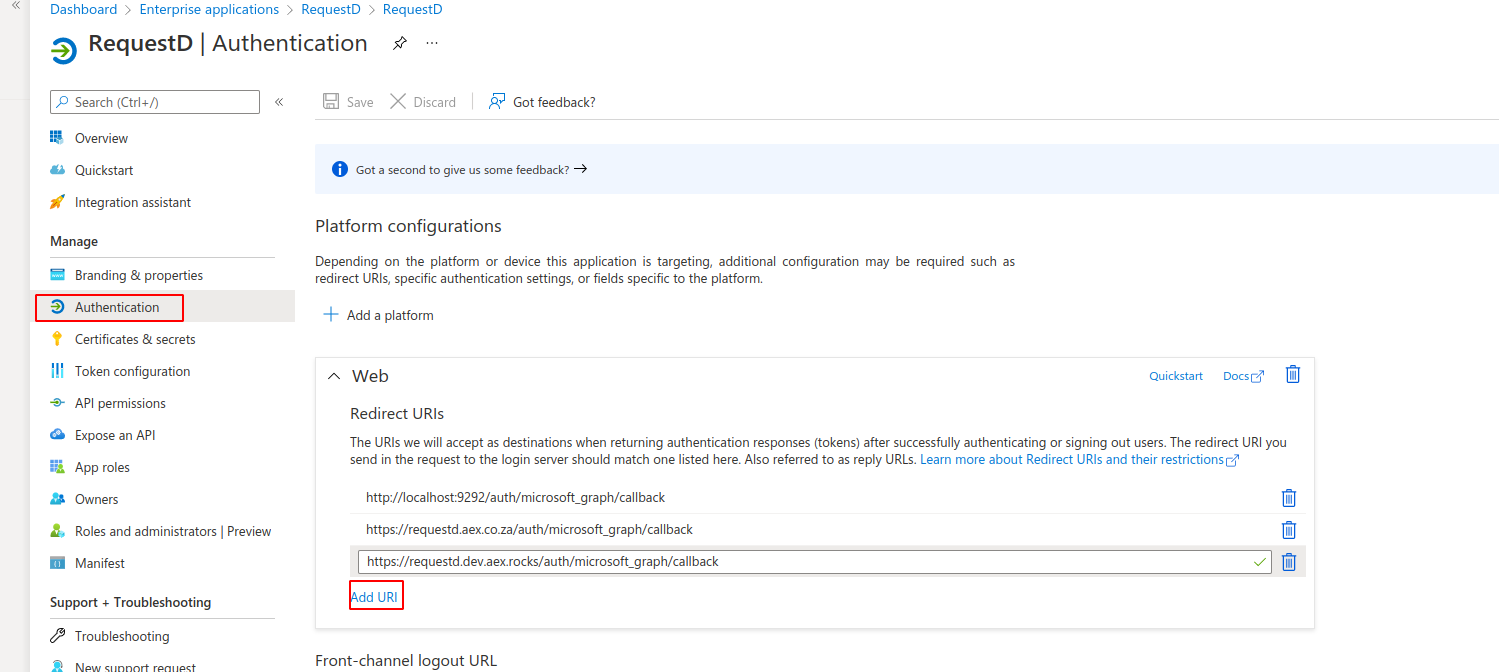 «
Dashboard > Enterprise applications > RequestD > RequestD
RequestD | Authentication
...
Search (Ctrl+/)
«
Overview
Quickstart
Integration assistant
Manage
Branding & properties
Authentication
Certificates & secrets
Token configuration
API permissions
Expose an API
App roles
Owners
Roles and administrators | Preview
Manifest
Support + Troubleshooting
Troubleshooting
New support request
Save Discard Got feedback?
Got a second to give us some feedback? →
Platform configurations
Depending on the platform or device this application is targeting, additional configuration may be required such as
redirect URIs, specific authentication settings, or fields specific to the platform.
+ Add a platform
Web
Quickstart Docs
Redirect URIs
The URIs we will accept as destinations when returning authentication responses (tokens) after successfully authenticating or signing out users. The redirect URI you
send in the request to the login server should match one listed here. Also referred to as reply URLs. Learn more about Redirect URIs and their restrictions
http://localhost:9292/auth/microsoft_graph/callback
https://requestd.aex.co.za/auth/microsoft_graph/callback
https://requestd.dev.aex.rocks/auth/microsoft_graph/callback
Add URI
Front-channel logout URL